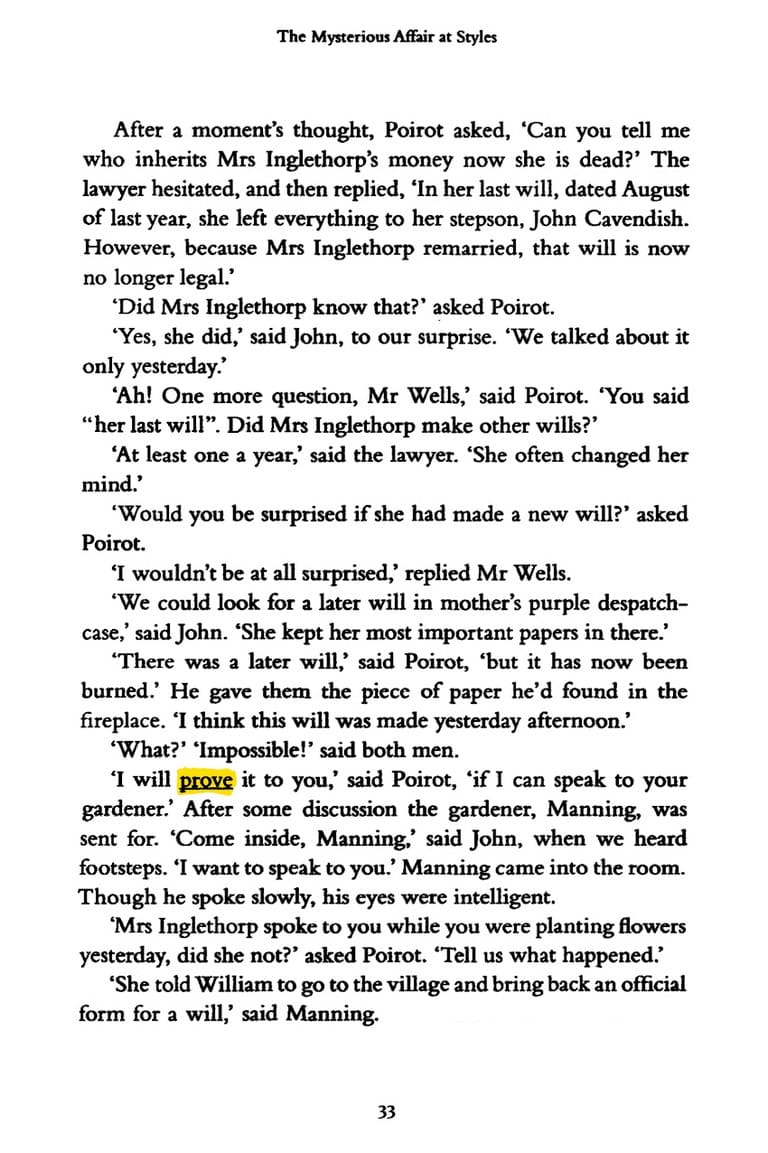 The Mysterious Affair at Styles
After a moment’s thought, Poirot asked, ‘Can you tell me
who inherits Mrs Inglethorp’s money now she is dead?’ The
lawyer hesitated, and then replied, ‘In her last will, dated August
of last year, she left everything to her stepson, John Cavendish.
However, because Mrs Inglethorp remarried, that will is now
no longer legal.’
‘Did Mrs Inglethorp know that?’ asked Poirot.
‘Yes, she did,’ said John, to our surprise. ‘We talked about it
only yesterday.’
‘Ah! One more question, Mr Wells,’ said Poirot. ‘You said
“her last will”. Did Mrs Inglethorp make other wills?’
‘At least one a year,’ said the lawyer. ‘She often changed her
mind.’
‘Would you be surprised if she had made a new will?’ asked
Poirot.
‘I wouldn’t be at all surprised,’ replied Mr Wells.
‘We could look for a later will in mother’s purple despatch-
case,’ said John. ‘She kept her most important papers in there.’
‘There was a later will,’ said Poirot, ‘but it has now been
burned.’ He gave them the piece of paper he’d found in the
fireplace. ‘I think this will was made yesterday afternoon.’
‘What?’ ‘Impossible!’ said both men.
‘I will prove it to you,’ said Poirot, ‘if I can speak to your
gardener.’ After some discussion the gardener, Manning, was
sent for. ‘Come inside, Manning,’ said John, when we heard
footsteps. ‘I want to speak to you.’ Manning came into the room.
Though he spoke slowly, his eyes were intelligent.
‘Mrs Inglethorp spoke to you while you were planting flowers
yesterday, did she not?’ asked Poirot. ‘Tell us what happened.’
‘She told William to go to the village and bring back an official
form for a will,’ said Manning.
33